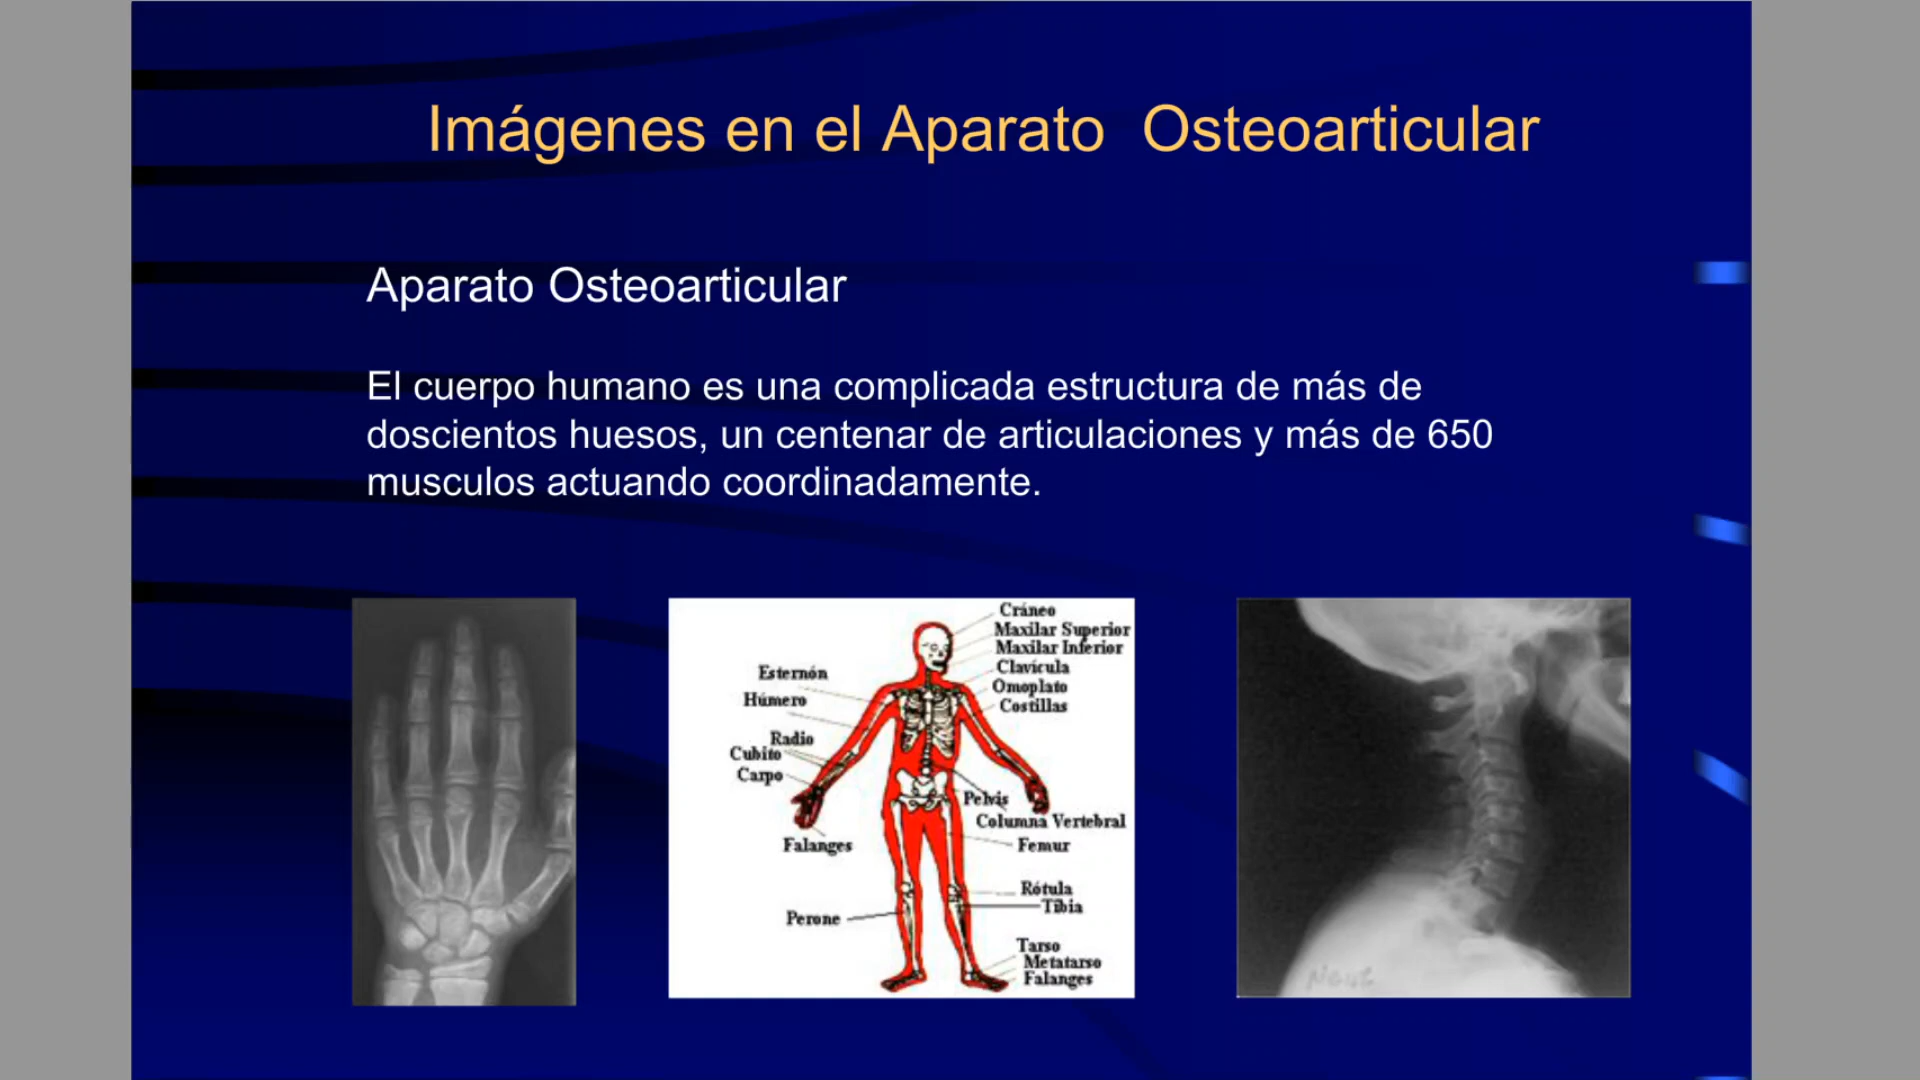 Imágenes en el Aparato Osteoarticular
Aparato Osteoarticular
El cuerpo humano es una complicada estructura de más de
doscientos huesos, un centenar de articulaciones y más de 650
musculos actuando coordinadamente.
Cráneo
Maxilar Superior
Maxilar Inferior
Clavícula
Omoplato
Costillas
Esternón
Húmero
Radio
Cubito
Carpo
Falanges
Pelvis
Columna Vertebral
Femur
Rótula
Tibia
Perone
Tarso
Metatarso
Falanges